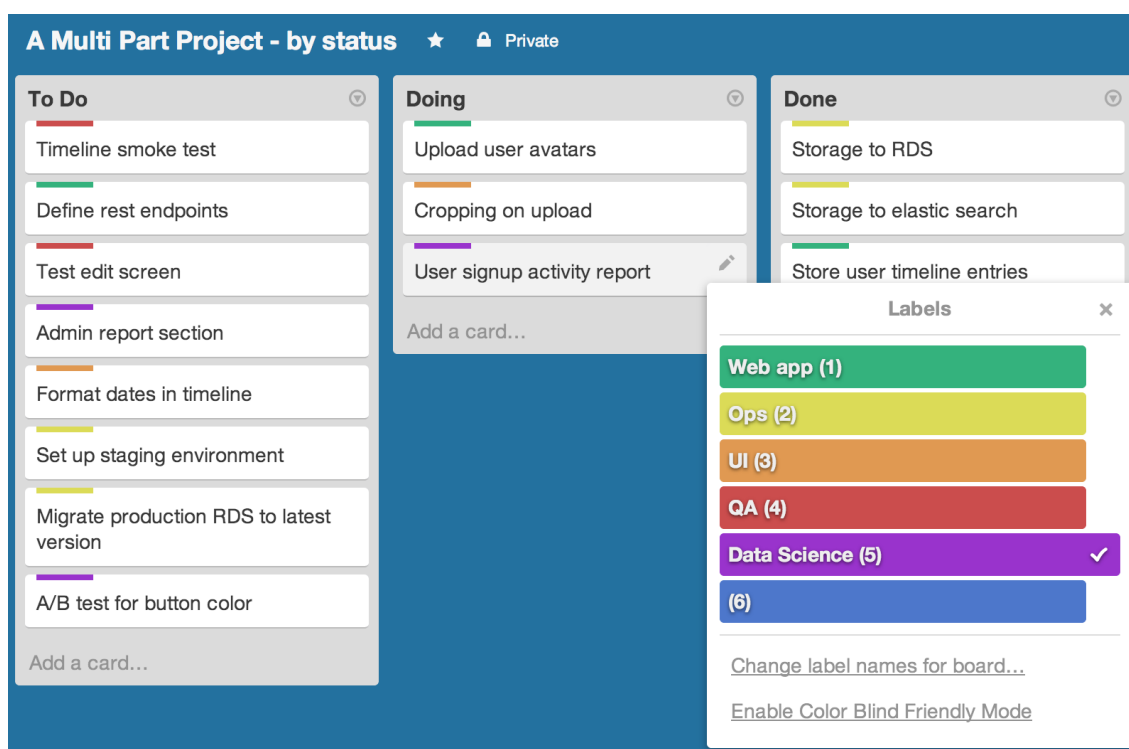 A Multi Part Project - by status
Private
To Do
Timeline smoke test
Define rest endpoints
Test edit screen
Admin report section
Format dates in timeline
Set up staging environment
Migrate production RDS to latest
version
A/B test for button color
Add a card…
Doing
Upload user avatars
Cropping on upload
User signup activity report
Add a card…
Done
Storage to RDS
Storage to elastic search
Store user timeline entries
Labels
Web app (1)
Ops (2)
UI (3)
QA (4)
Data Science (5)
(6)
Change label names for board…
Enable Color Blind Friendly Mode